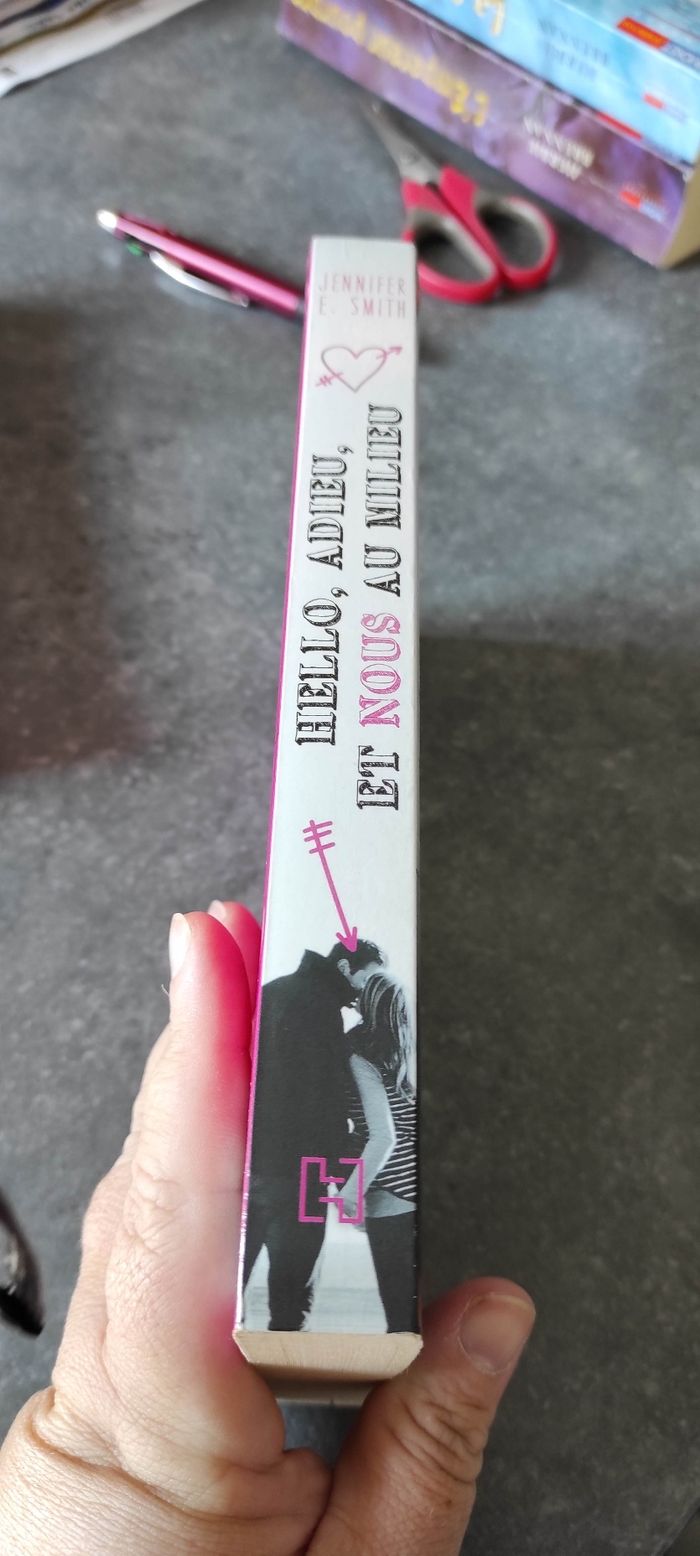 JENNIFER
E. SMITH
HELLO, ADIEU,
ET NOUS AU MILIEU